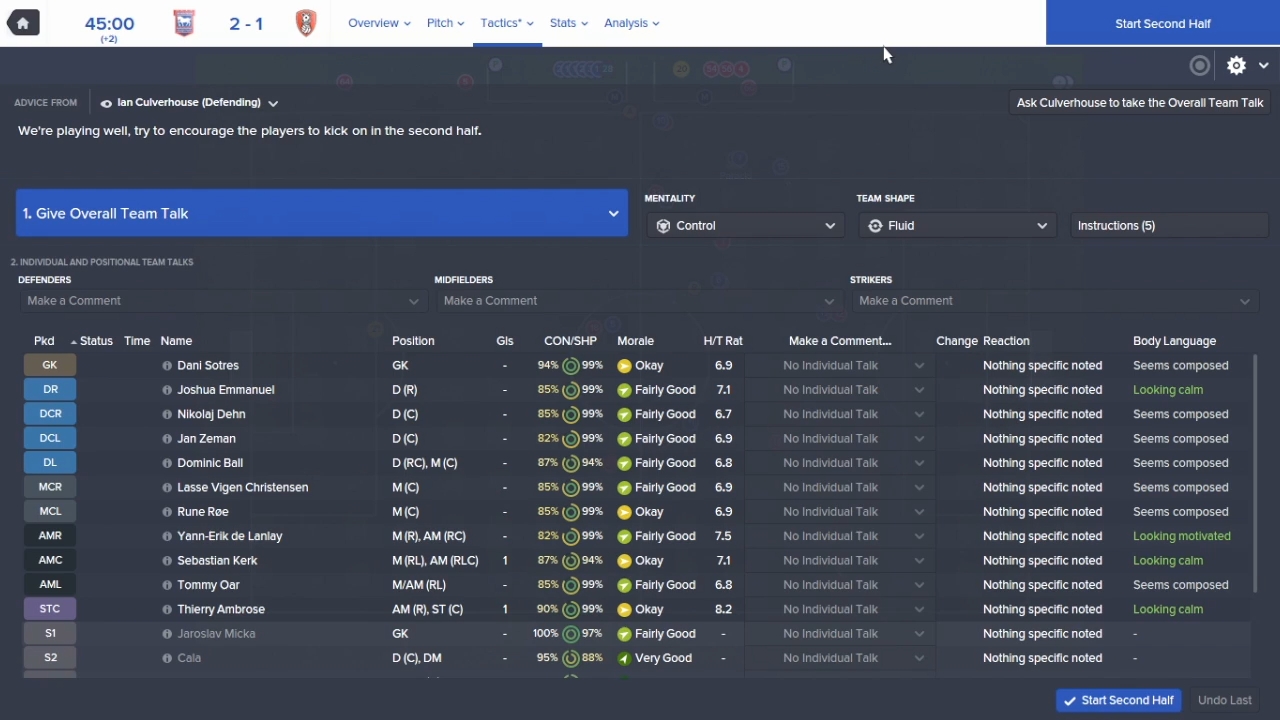 45:00
(+2)
2 - 1
Overview
Pitch
Tactics*
Stats
Analysis
Start Second Half
ADVICE FROM
Ian Culverhouse (Defending)
Ask Culverhouse to take the Overall Team Talk
We're playing well, try to encourage the players to kick on in the second half.
1. Give Overall Team Talk
MENTALITY
Control
TEAM SHAPE
Fluid
Instructions (5)
2. INDIVIDUAL AND POSITIONAL TEAM TALKS
DEFENDERS
Make a Comment
MIDFIELDERS
Make a Comment
STRIKERS
Make a Comment
Pkd Status Time Name Position Gls CON/SHP Morale H/T Rat Make a Comment... Change Reaction Body Language
GK Dani Sotres GK - 94% 99% Okay 6.9 No Individual Talk Nothing specific noted Seems composed
DR Joshua Emmanuel D (R) - 85% 99% Fairly Good 7.1 No Individual Talk Nothing specific noted Looking calm
DCR Nikolaj Dehn D (C) - 85% 99% Fairly Good 6.7 No Individual Talk Nothing specific noted Seems composed
DCL Jan Zeman D (C) - 82% 99% Fairly Good 6.9 No Individual Talk Nothing specific noted Seems composed
DL Dominic Ball D (RC), M (C) - 87% 94% Fairly Good 6.8 No Individual Talk Nothing specific noted Seems composed
MCR Lasse Vigen Christensen M (C) - 85% 99% Fairly Good 6.9 No Individual Talk Nothing specific noted Seems composed
MCL Rune Røe M (C) - 85% 99% Okay 6.9 No Individual Talk Nothing specific noted Seems composed
AMR Yann-Erik de Lanlay M (R), AM (RC) - 82% 99% Fairly Good 7.5 No Individual Talk Nothing specific noted Looking motivated
AMC Sebastian Kerk M (RL), AM (RLC) 1 87% 94% Okay 7.1 No Individual Talk Nothing specific noted Looking calm
AML Tommy Oar M/AM (RL) - 85% 99% Fairly Good 6.8 No Individual Talk Nothing specific noted Seems composed
STC Thierry Ambrose AM (R), ST (C) 1 90% 99% Okay 8.2 No Individual Talk Nothing specific noted Looking calm
S1 Jaroslav Micka GK 100% 97% Fairly Good - No Individual Talk Nothing specific noted -
S2 Cala D (C), DM 95% 88% Very Good - No Individual Talk Nothing specific noted -
Start Second Half
Undo Last